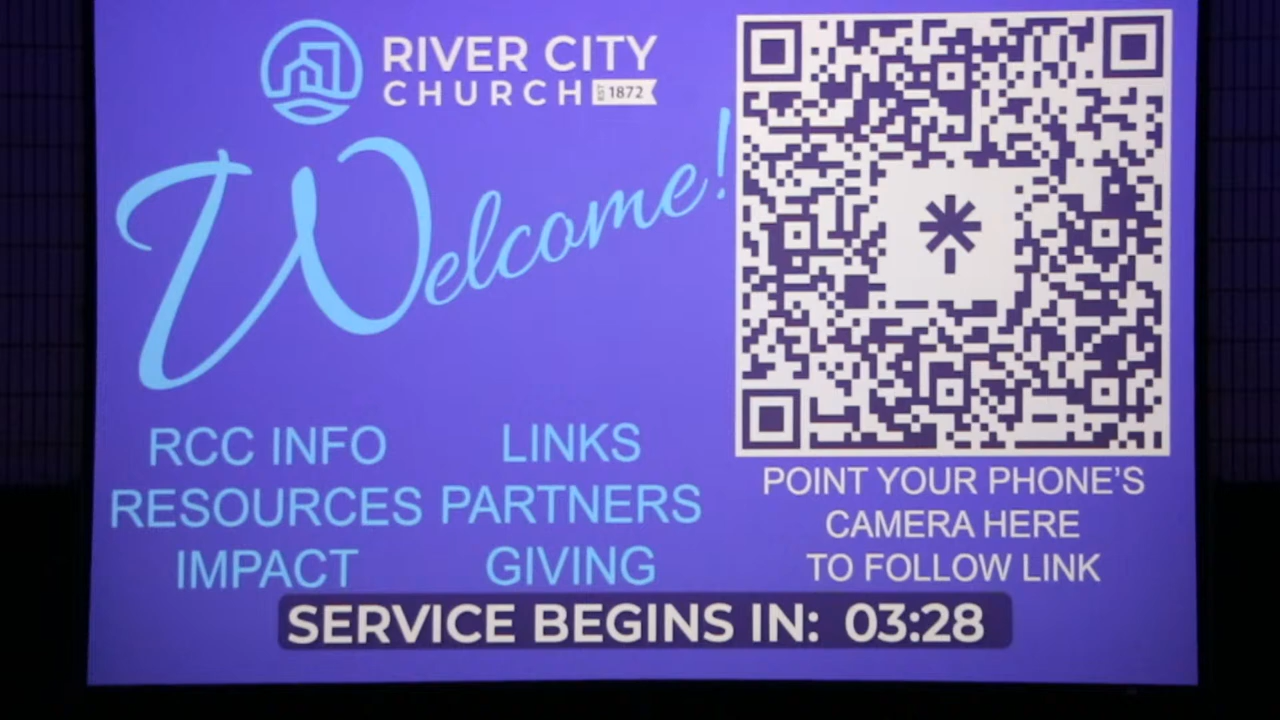 RIVER CITY
CHURCH EST 1872
Welcome!
RCC INFO LINKS
RESOURCES PARTNERS
IMPACT GIVING
POINT YOUR PHONE'S
CAMERA HERE
TO FOLLOW LINK
SERVICE BEGINS IN: 03:28